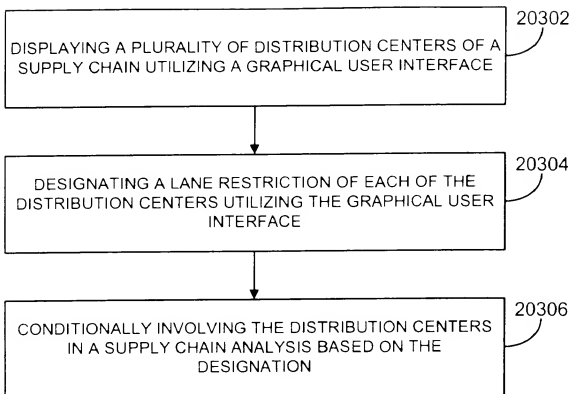 20302
DISPLAYING A PLURALITY OF DISTRIBUTION CENTERS OF A
SUPPLY CHAIN UTILIZING A GRAPHICAL USER INTERFACE
20304
DESIGNATING A LANE RESTRICTION OF EACH OF THE
DISTRIBUTION CENTERS UTILIZING THE GRAPHICAL USER
INTERFACE
20306
CONDITIONALLY INVOLVING THE DISTRIBUTION CENTERS
IN A SUPPLY CHAIN ANALYSIS BASED ON THE
DESIGNATION